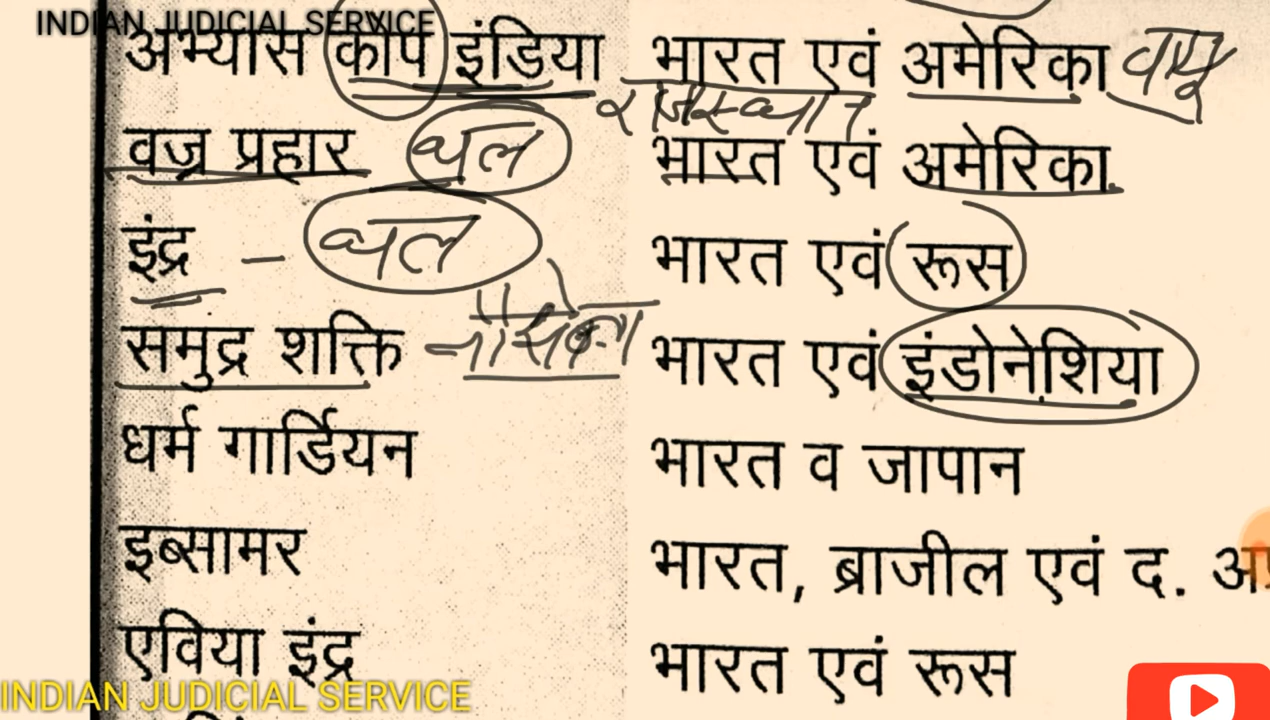 INDIAN JUDICIAL SERVICE
अभ्यास कोप इंडिया भारत एवं अमेरिका वायु
राजस्थान
वज्र प्रहार थल भारत एवं अमेरिका
इंद्र - थल भारत एवं रूस
समुद्र शक्ति नौसेना भारत एवं इंडोनेशिया
धर्म गार्डियन भारत व जापान
इब्सामर भारत, ब्राजील एवं द.
एविया इंद्र भारत एवं रूस
INDIAN JUDICIAL SERVICE